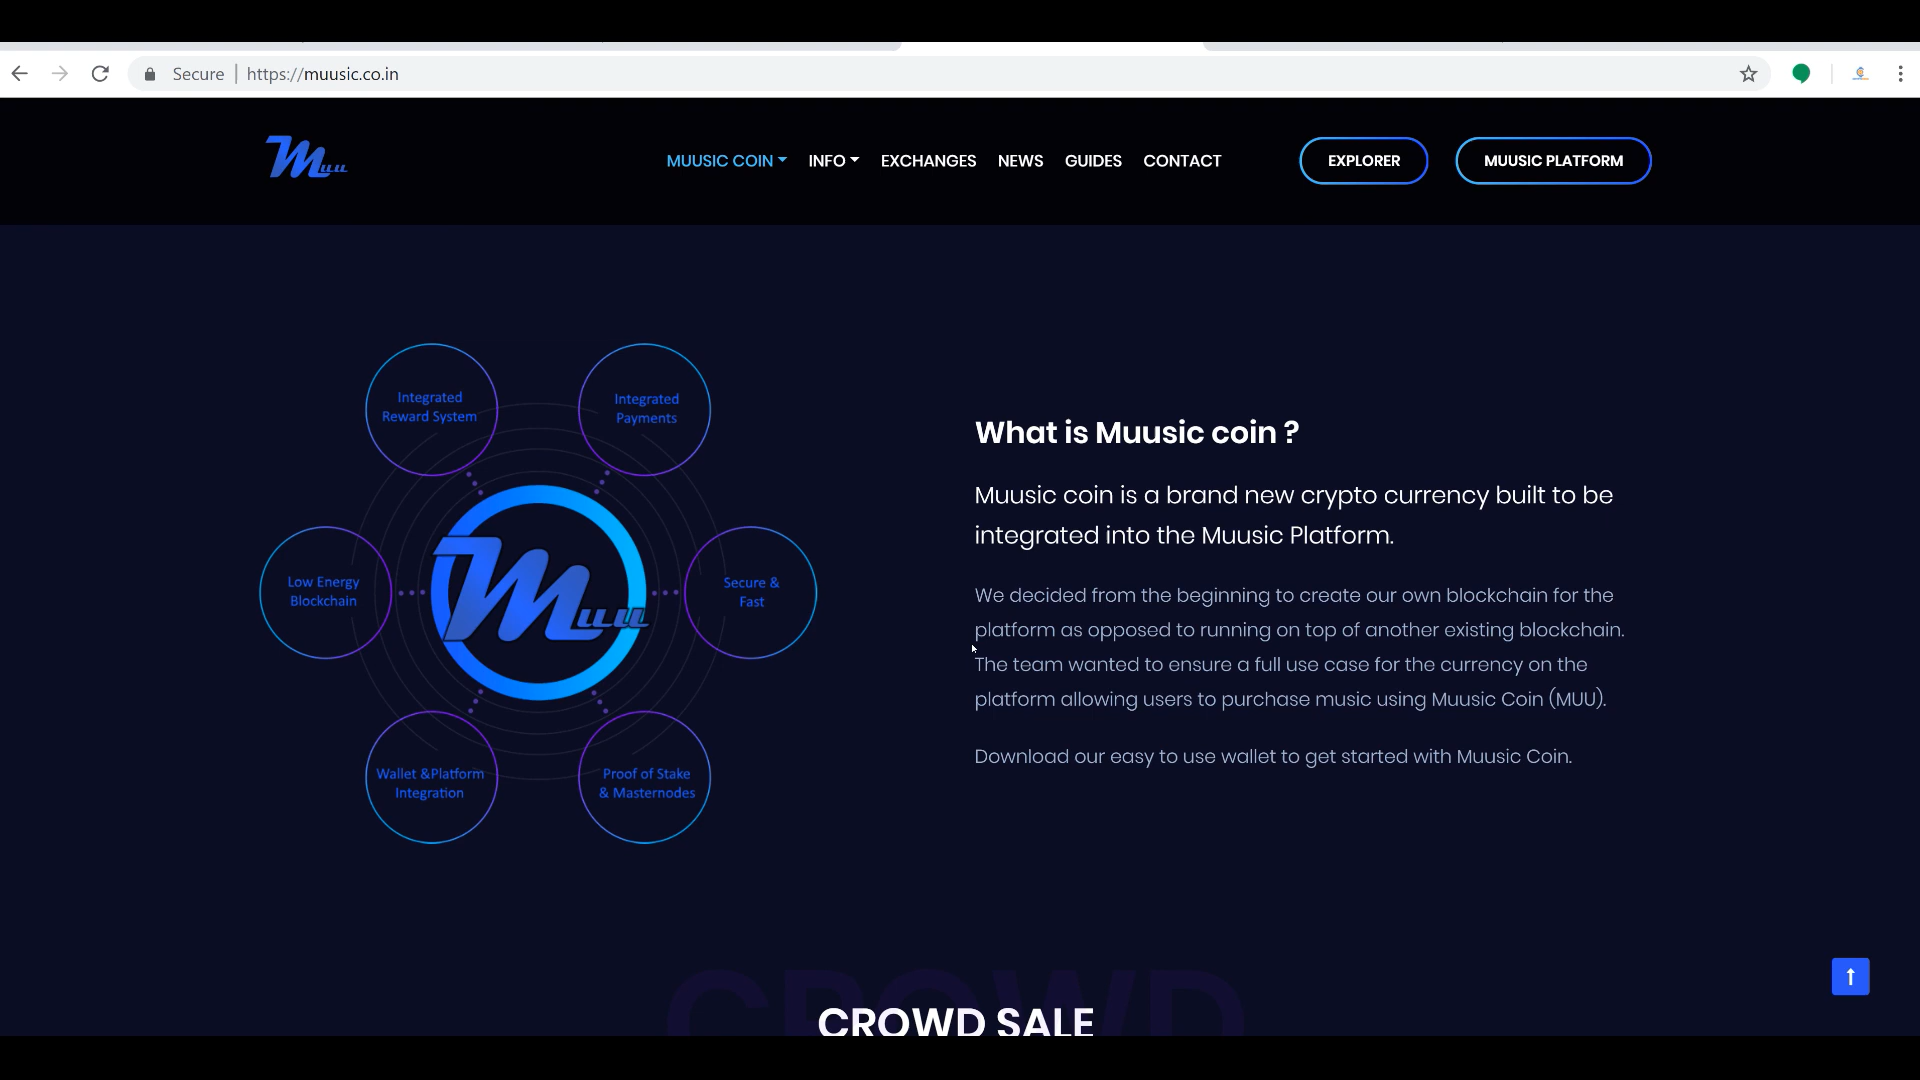 Secure | https://muusic.co.in
Muu
MUUSIC COIN
INFO
EXCHANGES
NEWS
GUIDES
CONTACT
EXPLORER
MUUSIC PLATFORM
Integrated
Reward System
Integrated
Payments
Low Energy
Blockchain
Muu
Secure &
Fast
Wallet &Platform
Integration
Proof of Stake
& Masternodes
What is Muusic coin ?
Muusic coin is a brand new crypto currency built to be
integrated into the Muusic Platform.
We decided from the beginning to create our own blockchain for the
platform as opposed to running on top of another existing blockchain.
The team wanted to ensure a full use case for the currency on the
platform allowing users to purchase music using Muusic Coin (MUU).
Download our easy to use wallet to get started with Muusic Coin.
CROWD
CROWD SALE